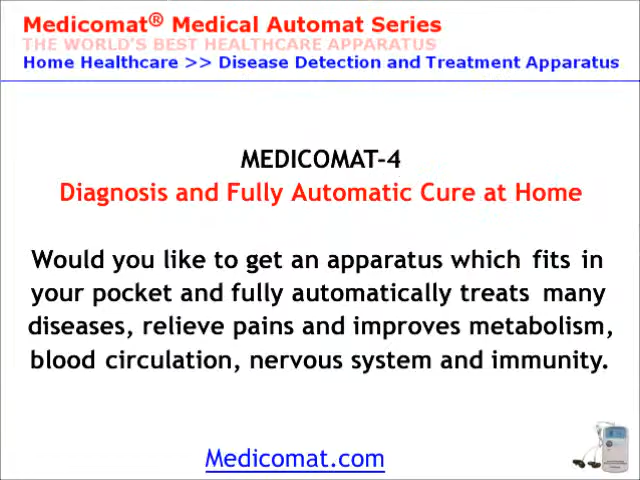 Medicomat® Medical Automat Series
THE WORLD'S BEST HEALTHCARE APPARATUS
Home Healthcare >> Disease Detection and Treatment Apparatus
MEDICOMAT-4
Diagnosis and Fully Automatic Cure at Home
Would you like to get an apparatus which fits in
your pocket and fully automatically treats many
diseases, relieve pains and improves metabolism,
blood circulation, nervous system and immunity.
Medicomat.com